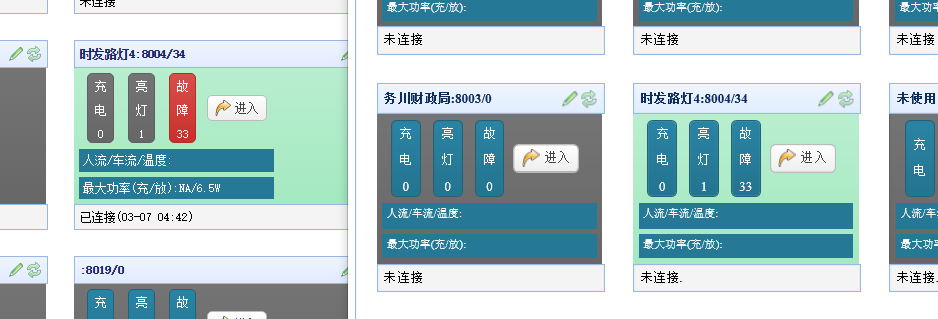 未连接
时发路灯4:8004/34
充电0
亮灯1
故障33
进入
人流/车流/温度:
最大功率(充/放):NA/6.5W
已连接(03-07 04:42)
:8019/0
充
亮
故
最大功率(充/放):
未连接
务川财政局:8003/0
充电0
亮灯0
故障0
进入
人流/车流/温度:
最大功率(充/放):
未连接
最大功率(充/放):
未连接
时发路灯4:8004/34
充电0
亮灯1
故障33
进入
人流/车流/温度:
最大功率(充/放):
未连接.
最大功
未连接
未使用
充电
人流/车
最大功率
未连接.